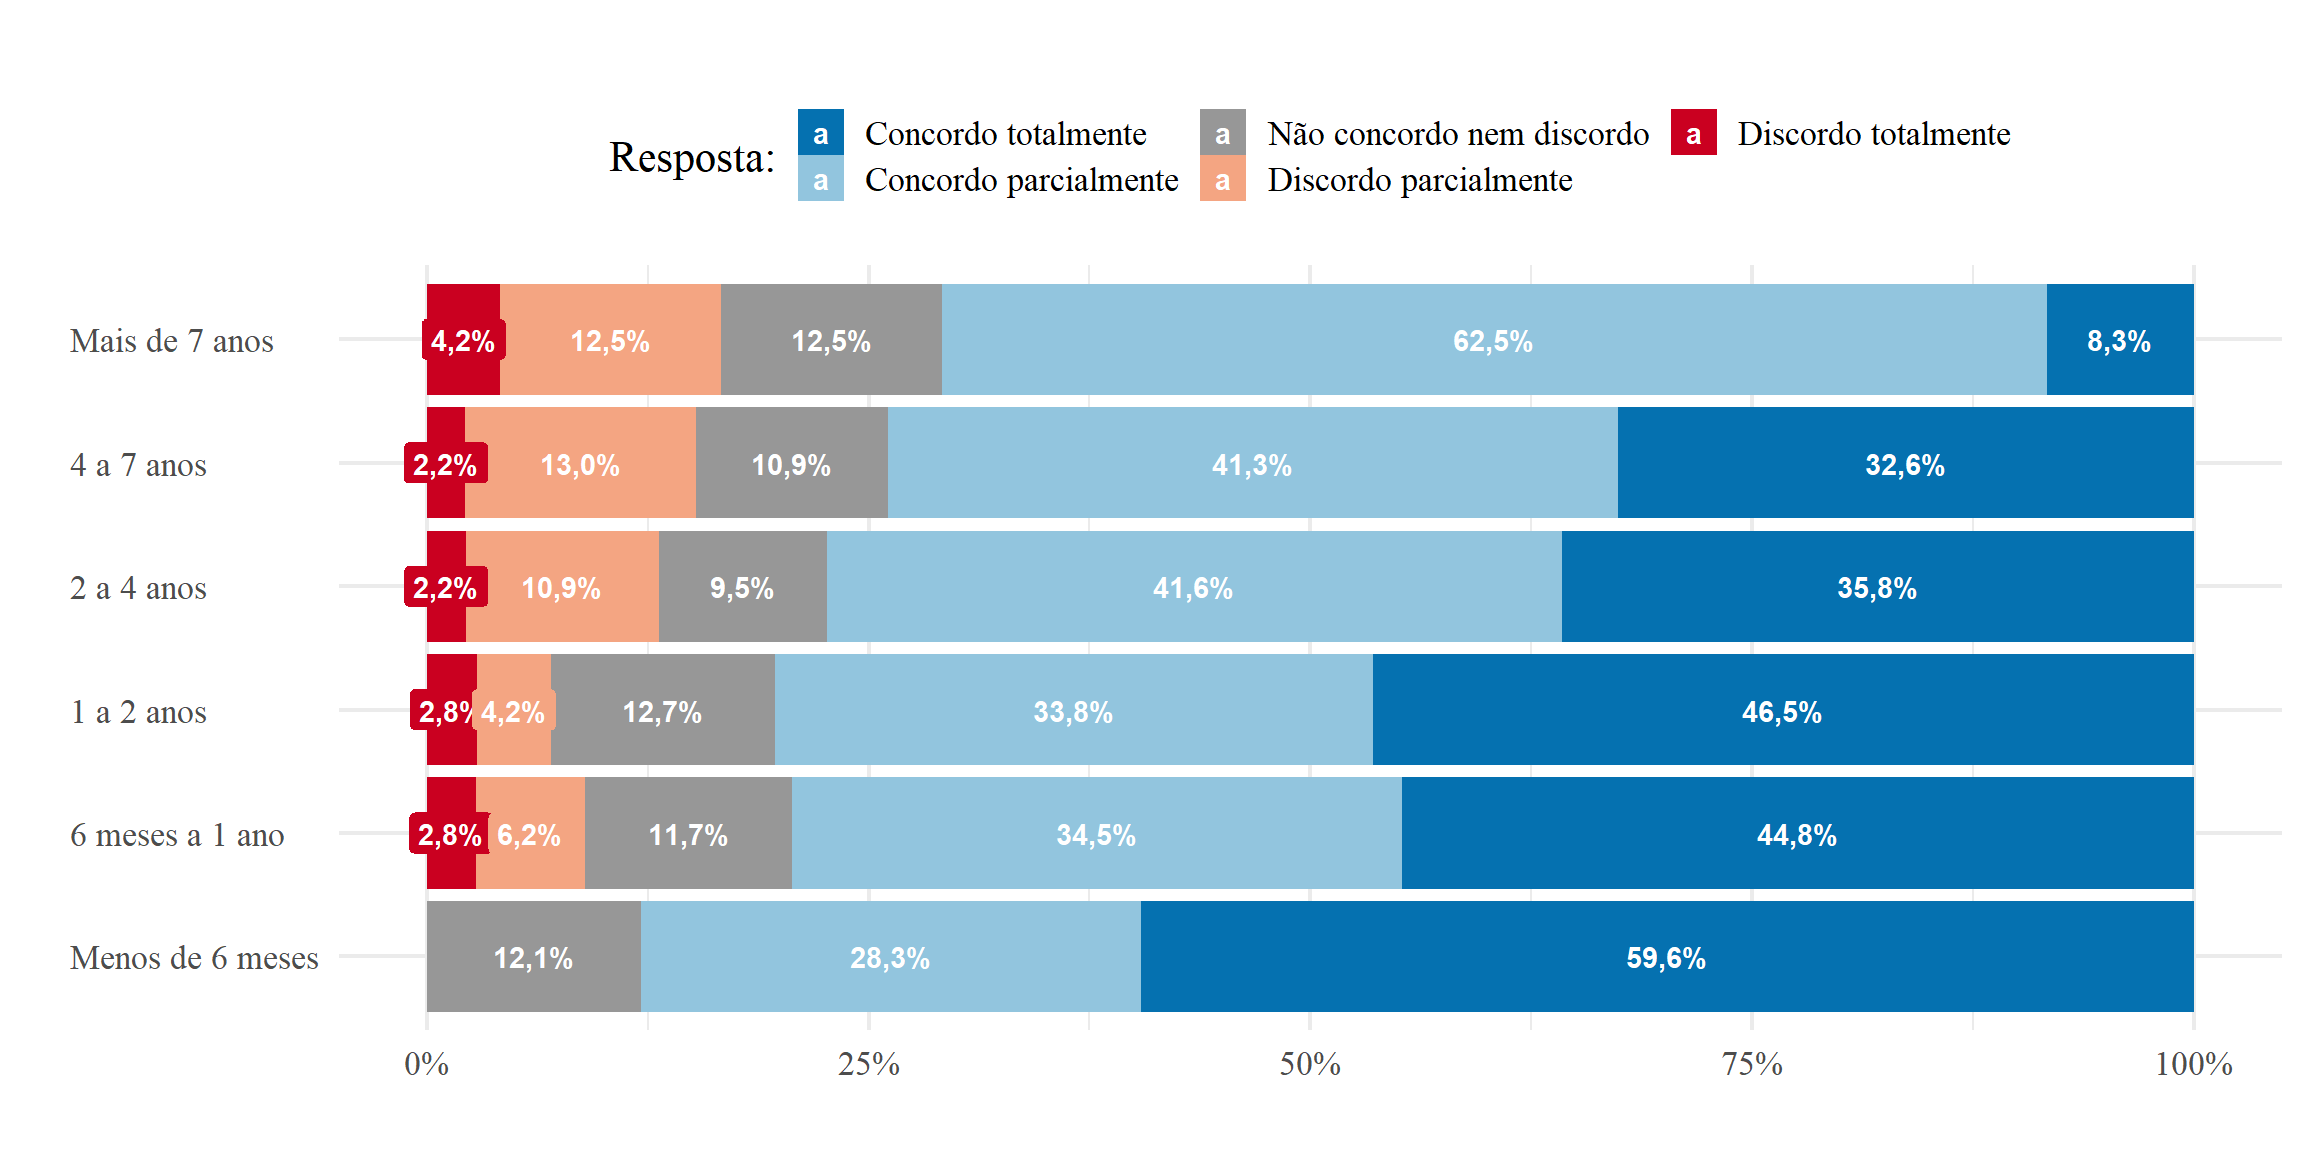 Resposta:
a Concordo totalmente a Não concordo nem discordo a Discordo totalmente
a Concordo parcialmente a Discordo parcialmente
Mais de 7 anos 4,2% 12,5% 12,5% 62,5% 8,3%
4 a 7 anos 2,2% 13,0% 10,9% 41,3% 32,6%
2 a 4 anos 2,2% 10,9% 9,5% 41,6% 35,8%
1 a 2 anos 2,8% 4,2% 12,7% 33,8% 46,5%
6 meses a 1 ano 2,8% 6,2% 11,7% 34,5% 44,8%
Menos de 6 meses 12,1% 28,3% 59,6%
0% 25% 50% 75% 100%